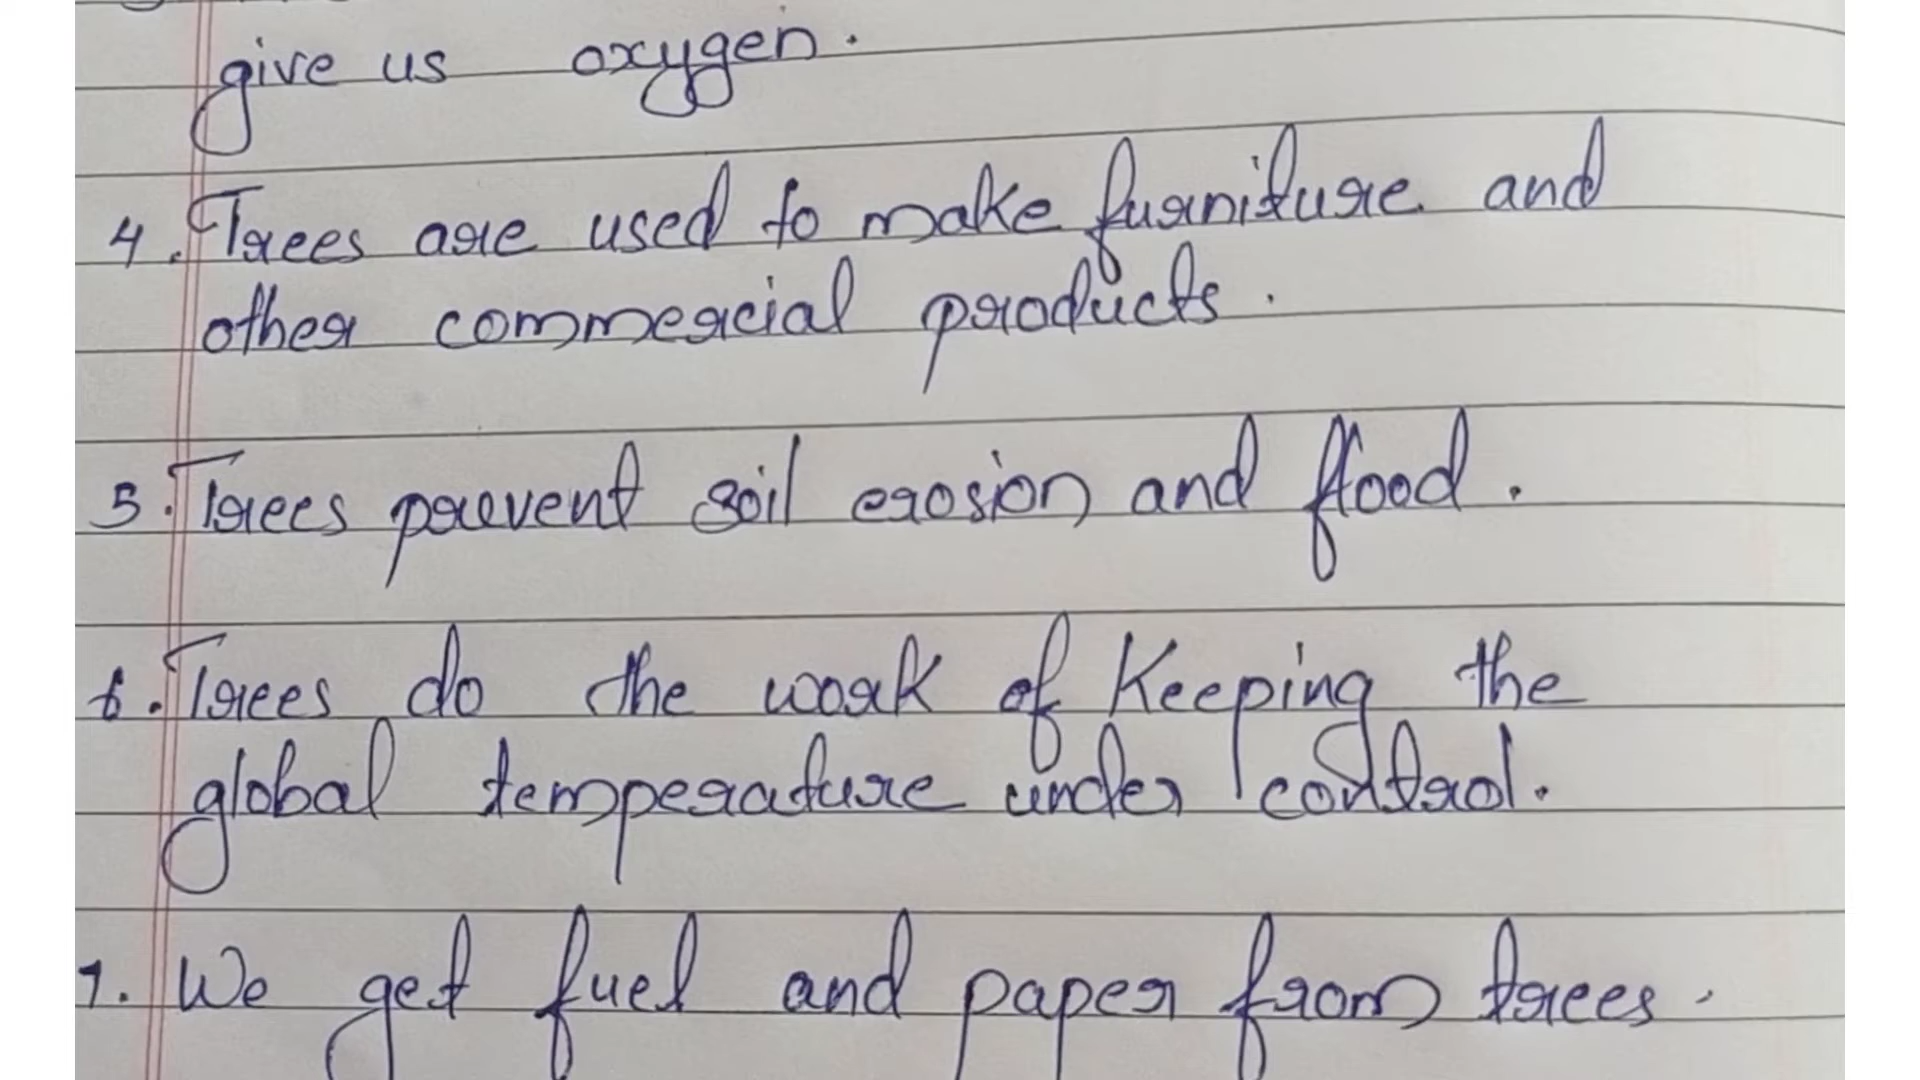 give us oxygen.
4. Trees are used to make furniture and
other commercial products.
5. Trees prevent soil erosion and flood.
6. Trees do the work of Keeping the
global temperature under control.
7. We get fuel and paper from trees.